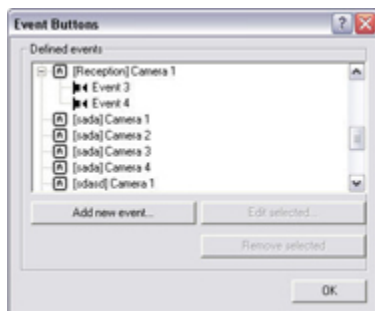 Event Buttons
Defined events
[Reception] Camera 1
Event 3
Event 4
[sada] Camera 1
[sada] Camera 2
[sada] Camera 3
[sada] Camera 4
[sdasd] Camera 1
Add new event...
Edit selected...
Remove selected
OK